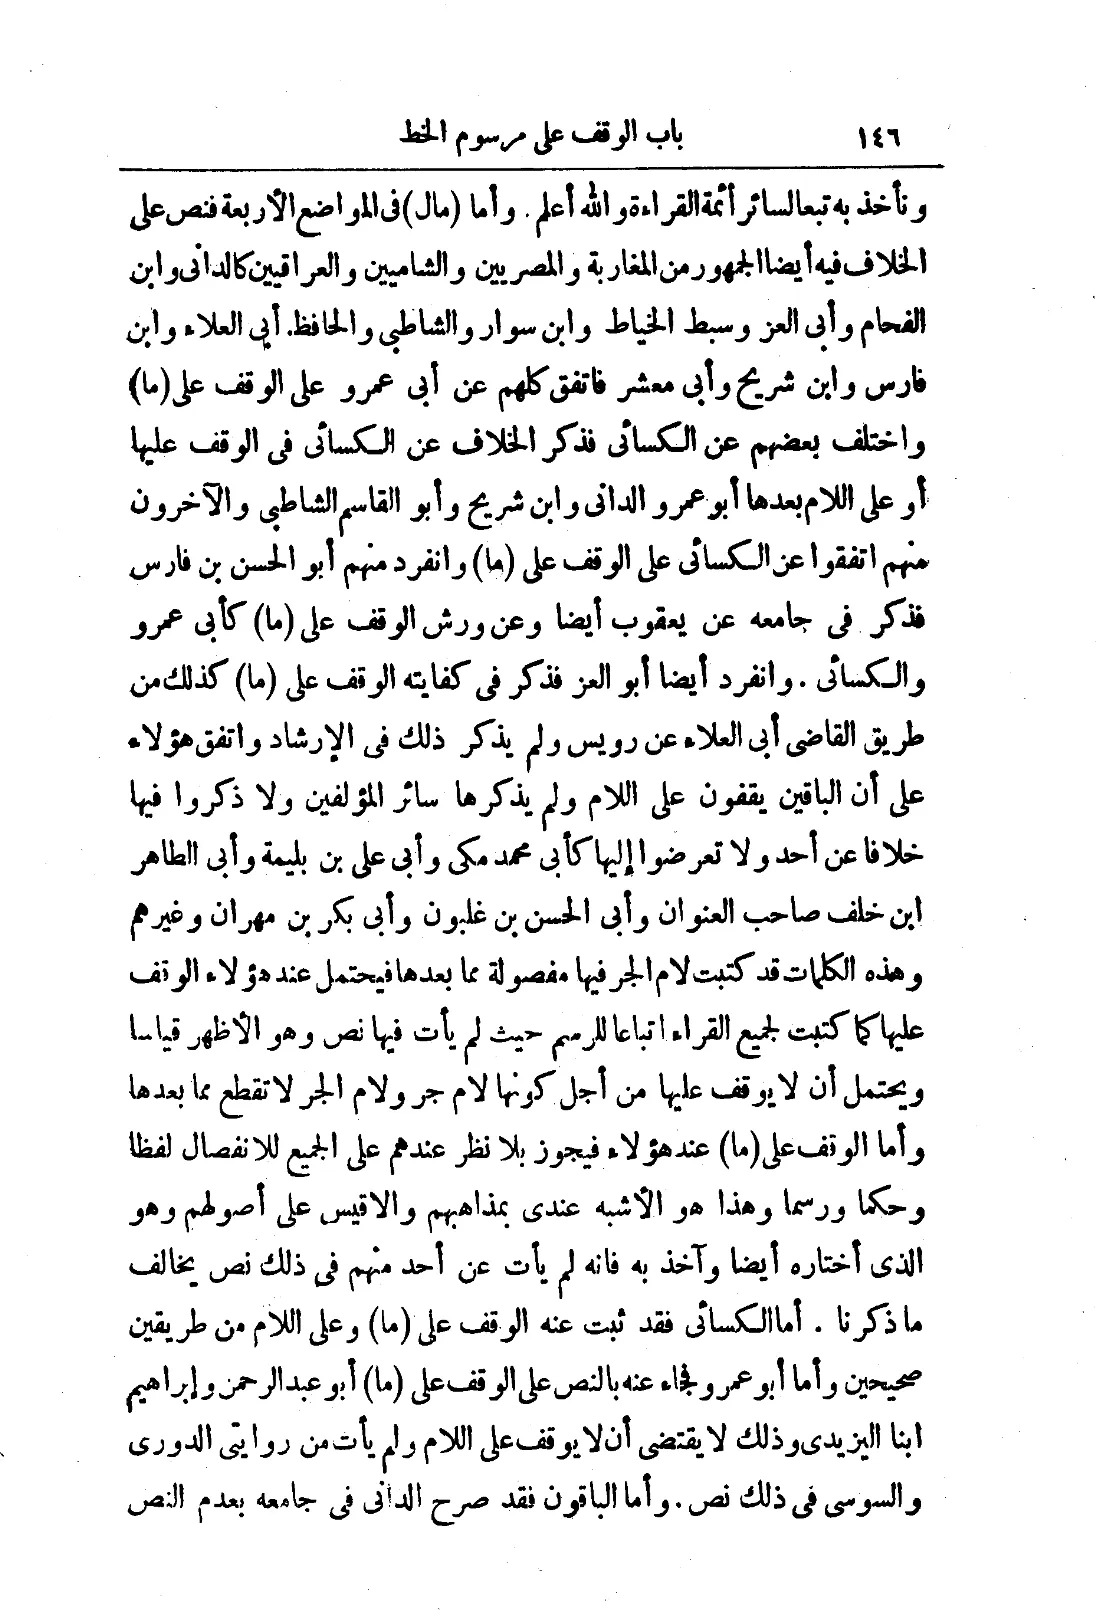 ١٤٦ باب الوقف على مرسوم الخط
ونأخذ به تبعا لسائر أئمة القراءة والله أعلم . وأما (مال) فى المواضع الأربعة فنص على
الخلاف فيه أيضا الجمهور من المغاربة والمصريين والشاميين والعراقيين كالدانى وابن
الفحام وأبى العز وسبط الخياط وابن سوار والشاطبي والحافظ. أبي العلاء وابن
فارس وابن شريح وأبى معشر فاتفق كلهم عن أبى عمرو على الوقف على (ما)
واختلف بعضهم عن الكسائى فذكر الخلاف عن الكسائى فى الوقف عليها
أو على اللام بعدها أبو عمرو الدانى وابن شريح وأبو القاسم الشاطبي والآخرون
منهم اتفقوا عن الكسائى على الوقف على (ما) وانفرد منهم أبو الحسن بن فارس
فذكر فى جامعه عن يعقوب أيضا وعن ورش الوقف على (ما) كأبى عمرو
والكسائى . وانفرد أيضا أبو العز فذكر فى كفايته الوقف على (ما) كذلك من
طريق القاضى أبى العلاء عن رويس ولم يذكر ذلك فى الإرشاد واتفق هؤلاء
على أن الباقين يقفون على اللام ولم يذكرها سائر المؤلفين ولا ذكروا فيها
خلافا عن أحد ولا تعرضوا إليها كأبى محمد مكى وأبى على بن بليمة وأبى الطاهر
ابن خلف صاحب العنوان وأبى الحسن بن غلبون وأبى بكر بن مهران وغيرهم
وهذه الكلمات قد كتبت لام الجر فيها مفصولة مما بعدها فيحتمل عند هؤلاء الوقف
عليها كما كتبت لجميع القراء اتباعا للرسم حيث لم يأت فيها نص وهو الأظهر قياسا
ويحتمل أن لا يوقف عليها من أجل كونها لام جر ولام الجر لا تقطع مما بعدها
وأما الوقف على (ما) عند هؤلاء فيجوز بلا نظر عندهم على الجميع للانفصال لفظا
وحكما ورسما وهذا هو الأشبه عندى بمذاهبهم والاقيس على أصولهم وهو
الذى أختاره أيضا وآخذ به فانه لم يأت عن أحد منهم فى ذلك نص يخالف
ما ذكرنا . أما الكسائى فقد ثبت عنه الوقف على (ما) وعلى اللام من طريقين
صحيحين وأما أبو عمرو فجاء عنه بالنص على الوقف على (ما) أبو عبد الرحمن وإبراهيم
ابنا اليزيدى وذلك لا يقتضى أن لا يوقف على اللام ولم يأت من روايتى الدورى
والسوسى فى ذلك نص . وأما الباقون فقد صرح الدانى فى جامعه بعدم النص